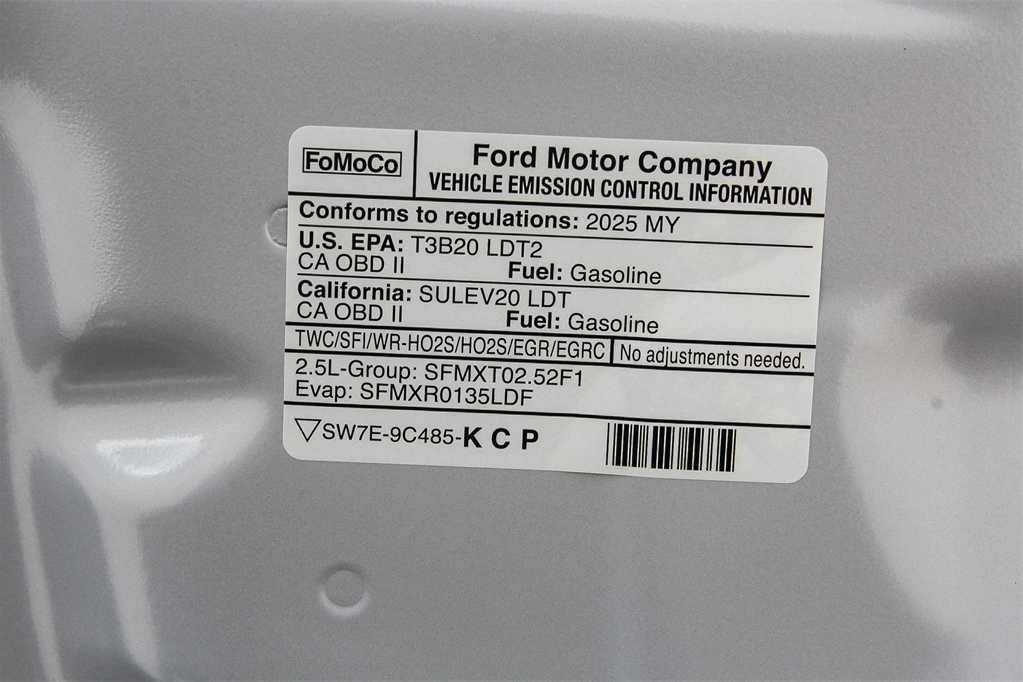 FoMoCo
Ford Motor Company
VEHICLE EMISSION CONTROL INFORMATION
Conforms to regulations: 2025 MY
U.S. EPA: T3B20 LDT2
CA OBD II Fuel: Gasoline
California: SULEV20 LDT
CA OBD II Fuel: Gasoline
TWC/SFI/WR-HO2S/HO2S/EGR/EGRC No adjustments needed.
2.5L-Group: SFMXT02.52F1
Evap: SFMXR0135LDF
SW7E-9C485-K C P